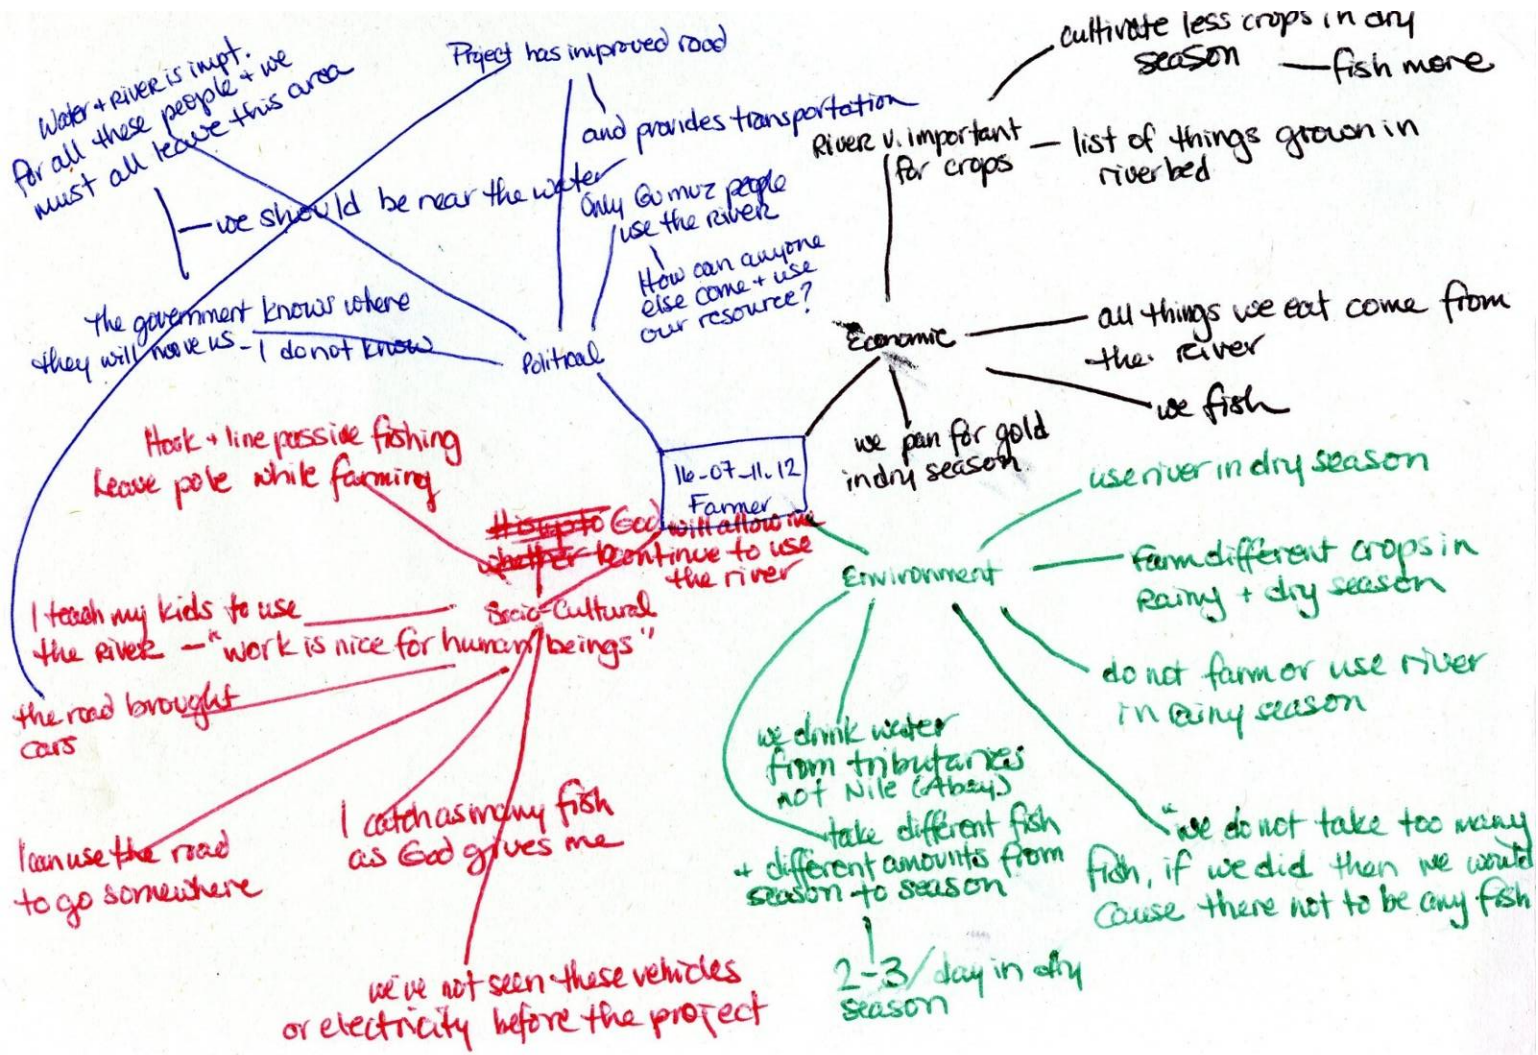 Water + River is impt.
for all these people + we
must all leave this area
we should be near the water
The government knows where
they will move us - I do not know
Project has improved road
and provides transportation
Only Gumuz people
use the river
How can anyone
else come + use
our resource?
Political
cultivate less crops in dry
season
fish more
River v. important
for crops
list of things grown in
riverbed
Economic
all things we eat come from
the River
we fish
we pan for gold
in dry season
16-07-11.12
Farmer
Hook + line passive fishing
Leave pole while farming
It is up to God will allow me
whether continue to use
the river
Socio-Cultural
I teach my kids to use
the River - "work is nice for human beings"
the road brought
cars
I can use the road
to go somewhere
I catch as many fish
as God gives me
we've not seen these vehicles
or electricity before the project
Environment
use river in dry season
farm different crops in
Rainy + dry season
do not farm or use river
in Rainy season
"we do not take too many
fish, if we did then we would
cause there not to be any fish
we drink water
from tributaries
not Nile (Abay)
take different fish
+ different amounts from
season to season
2-3/day in dry
season